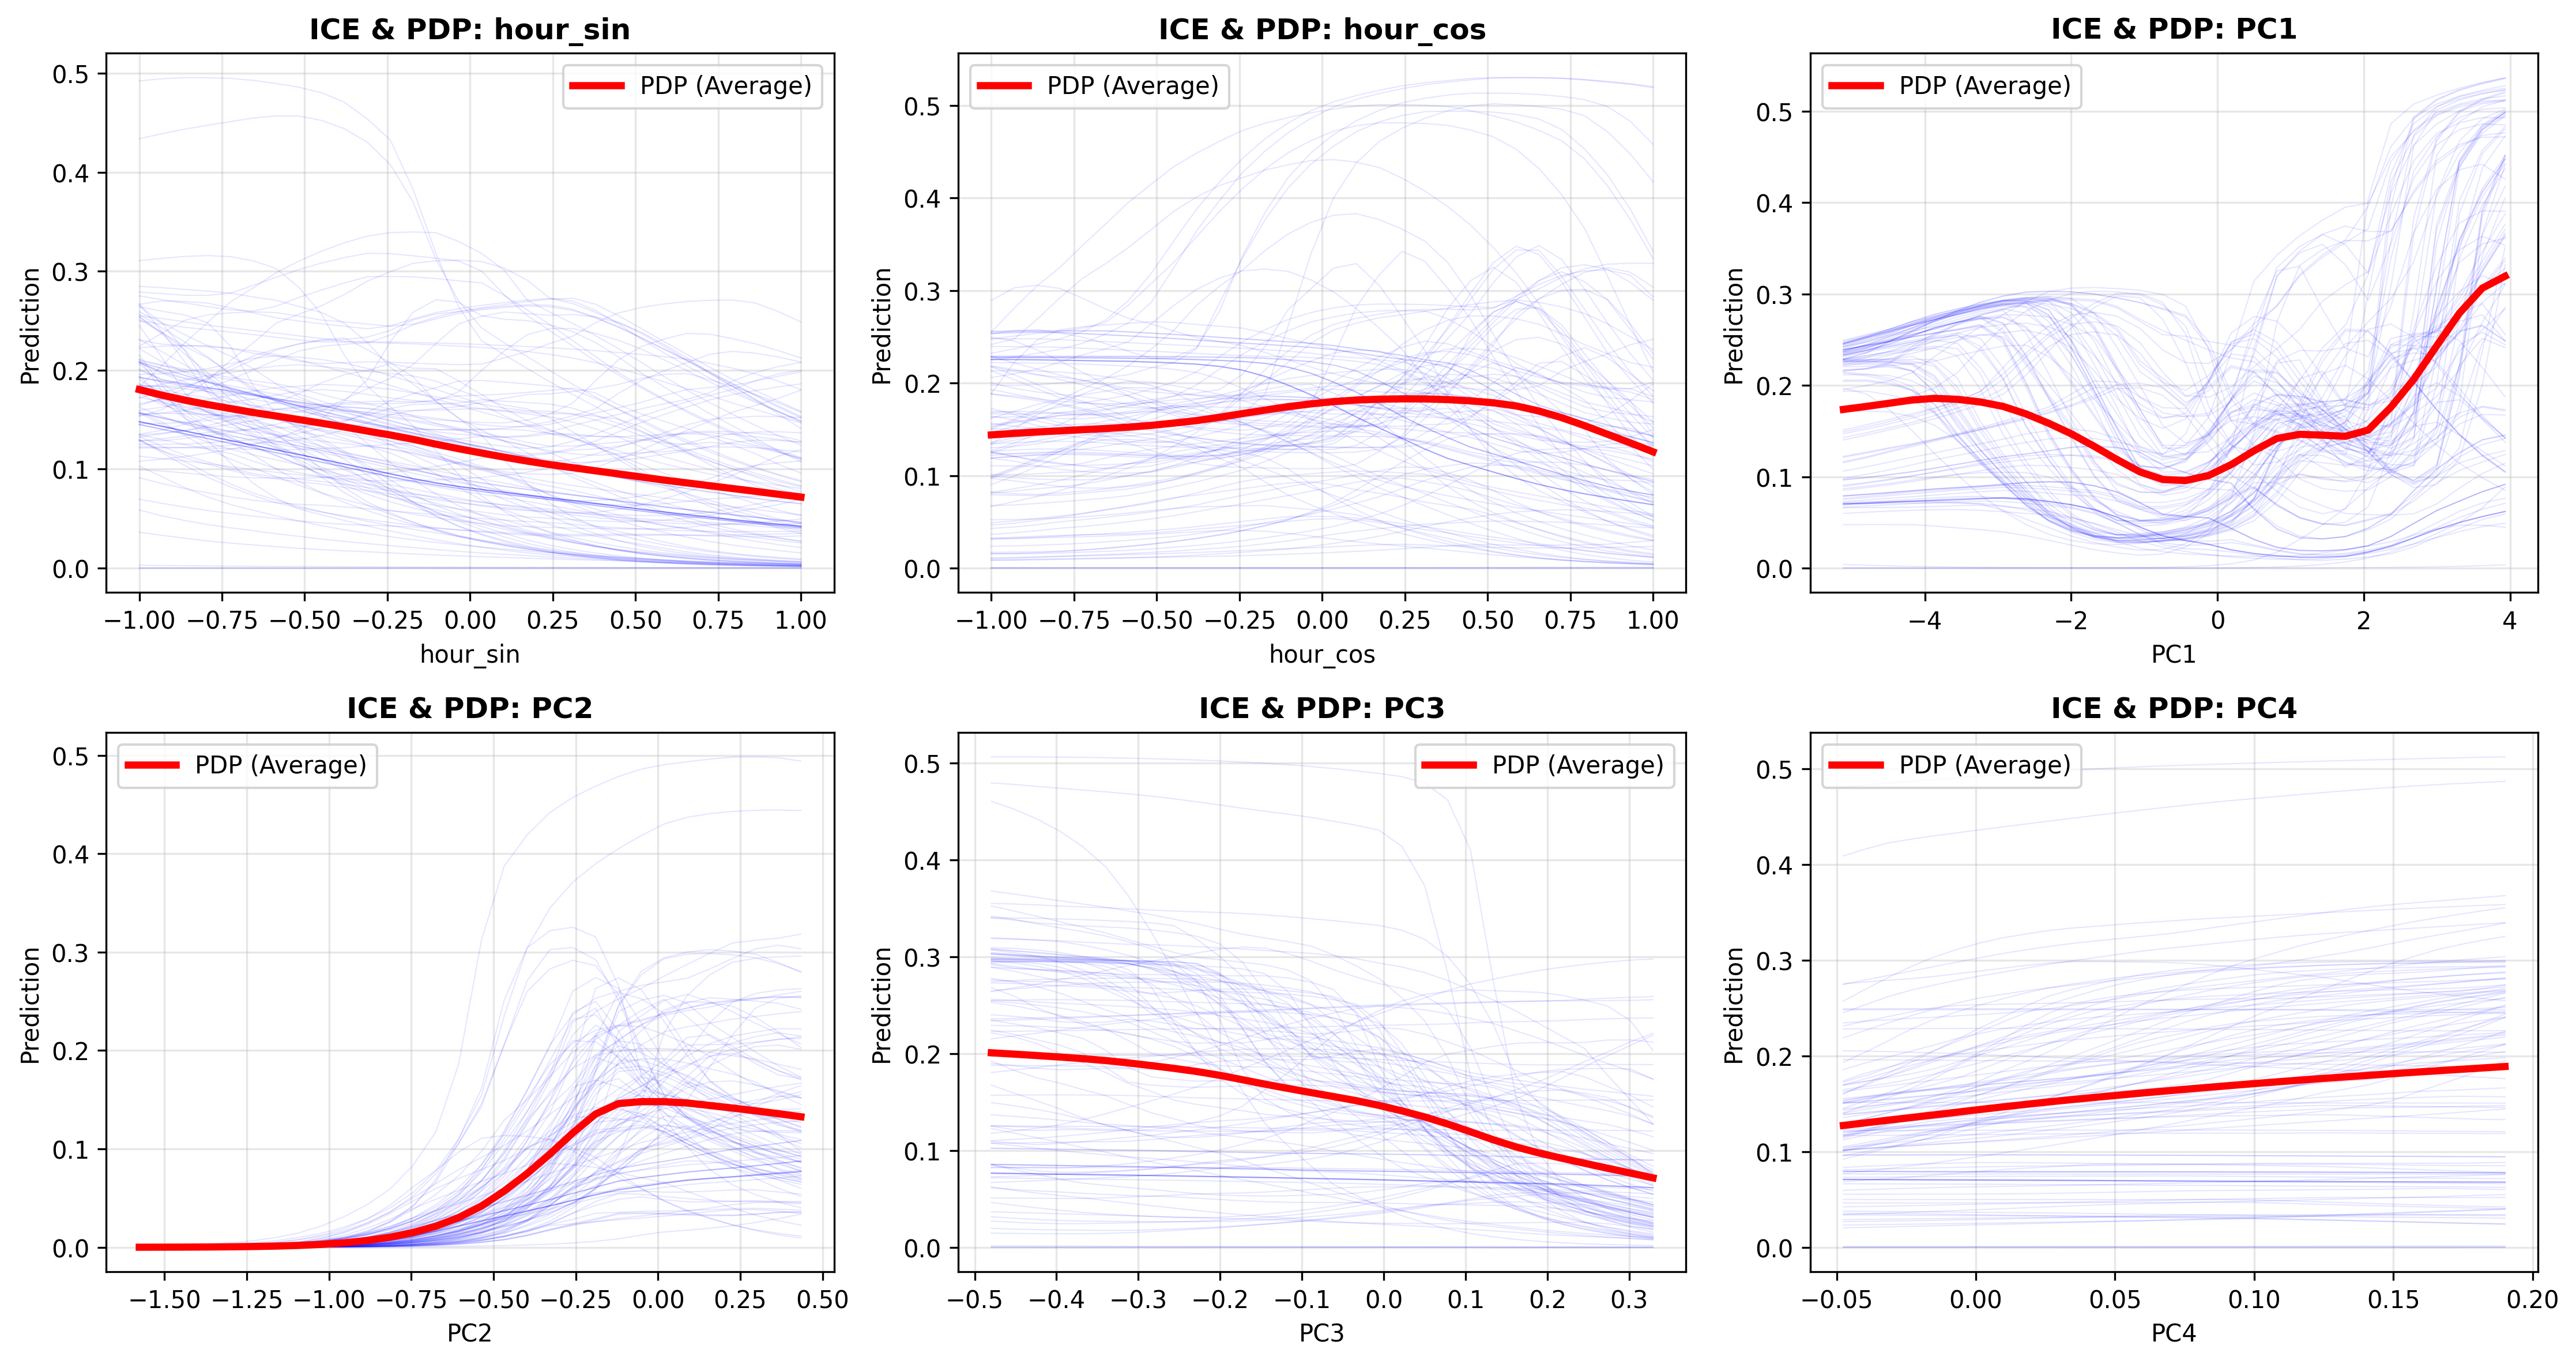 ICE & PDP: hour_sin
PDP (Average)
Prediction
0.5
0.4
0.3
0.2
0.1
0.0
−1.00 −0.75 −0.50 −0.25 0.00 0.25 0.50 0.75 1.00
hour_sin
ICE & PDP: hour_cos
PDP (Average)
Prediction
0.5
0.4
0.3
0.2
0.1
0.0
−1.00 −0.75 −0.50 −0.25 0.00 0.25 0.50 0.75 1.00
hour_cos
ICE & PDP: PC1
PDP (Average)
Prediction
0.5
0.4
0.3
0.2
0.1
0.0
−4 −2 0 2 4
PC1
ICE & PDP: PC2
PDP (Average)
Prediction
0.5
0.4
0.3
0.2
0.1
0.0
−1.50 −1.25 −1.00 −0.75 −0.50 −0.25 0.00 0.25 0.50
PC2
ICE & PDP: PC3
PDP (Average)
Prediction
0.5
0.4
0.3
0.2
0.1
0.0
−0.5 −0.4 −0.3 −0.2 −0.1 0.0 0.1 0.2 0.3
PC3
ICE & PDP: PC4
PDP (Average)
Prediction
0.5
0.4
0.3
0.2
0.1
0.0
−0.05 0.00 0.05 0.10 0.15 0.20
PC4